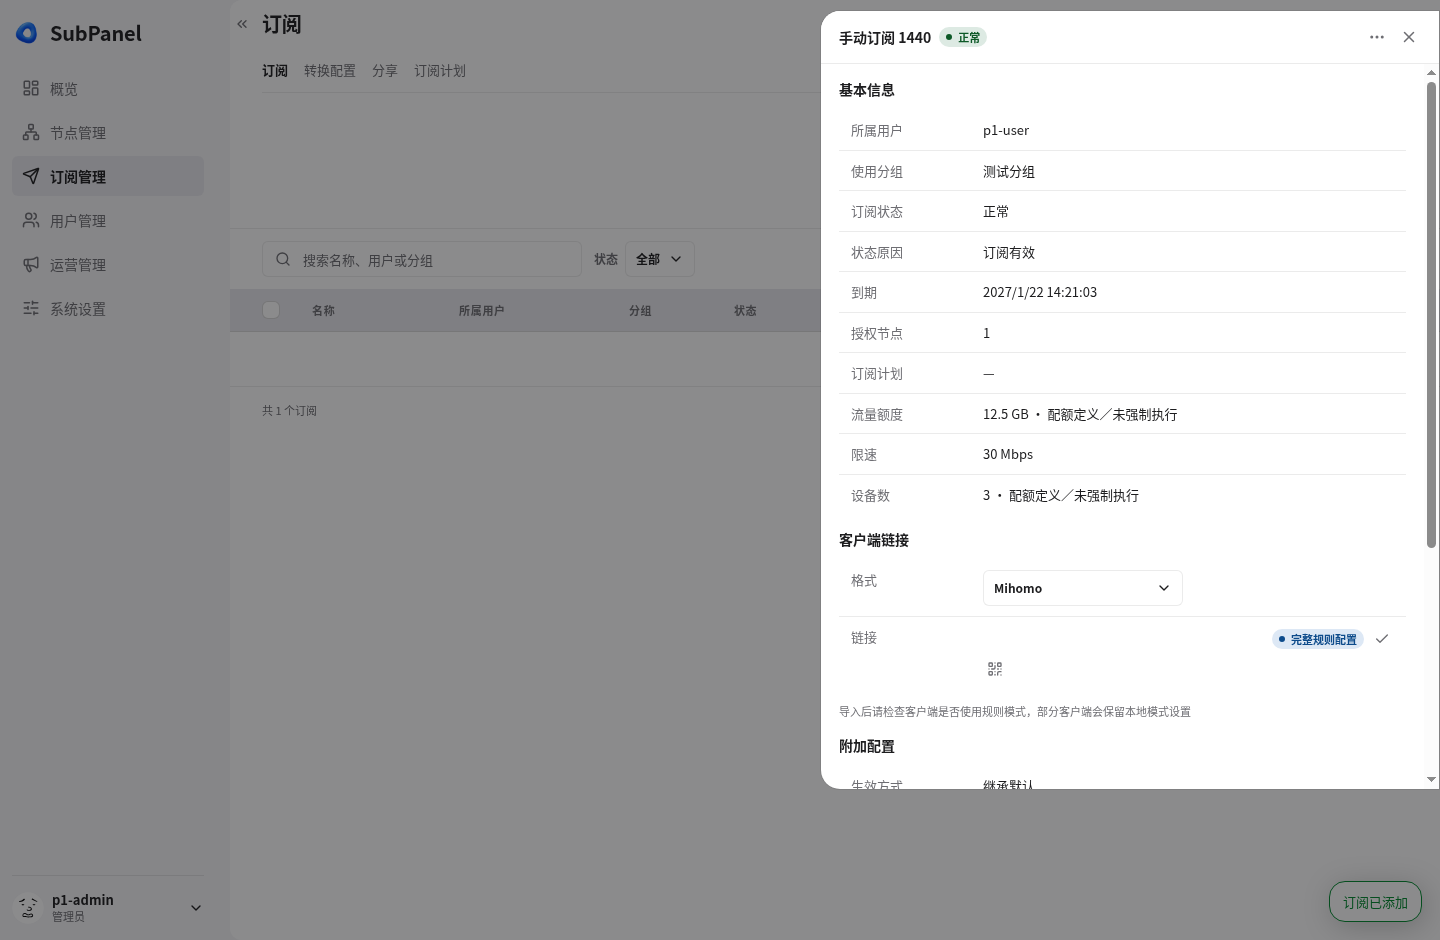 SubPanel
概览
节点管理
订阅管理
用户管理
运营管理
系统设置
p1-admin
管理员
订阅
订阅 转换配置 分享 订阅计划
搜索名称、用户或分组 状态 全部
名称 所属用户 分组 状态
共 1 个订阅
手动订阅 1440 正常
基本信息
所属用户 p1-user
使用分组 测试分组
订阅状态 正常
状态原因 订阅有效
到期 2027/1/22 14:21:03
授权节点 1
订阅计划 —
流量额度 12.5 GB · 配额定义／未强制执行
限速 30 Mbps
设备数 3 · 配额定义／未强制执行
客户端链接
格式 Mihomo
链接 完整规则配置
导入后请检查客户端是否使用规则模式，部分客户端会保留本地模式设置
附加配置
生效方式 继承默认
订阅已添加